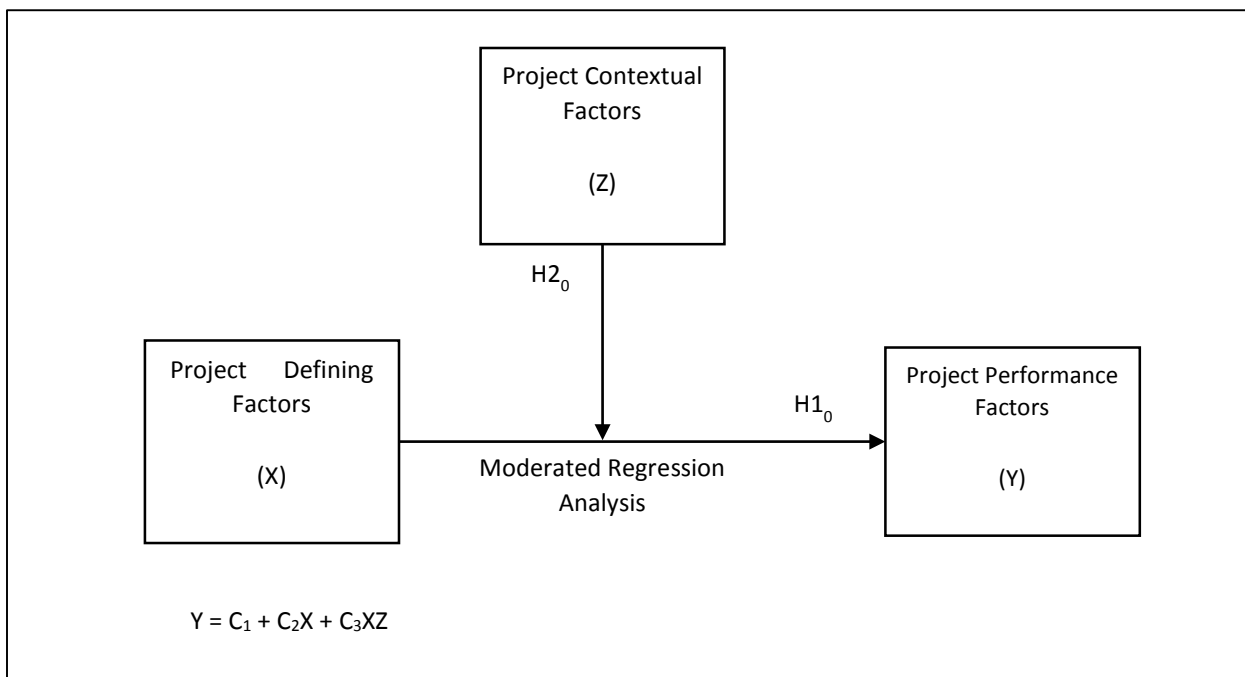 Project Contextual
Factors
(Z)
H2₀
Project Defining
Factors
(X)
H1₀
Moderated Regression
Analysis
Project Performance
Factors
(Y)
Y = C₁ + C₂X + C₃XZ